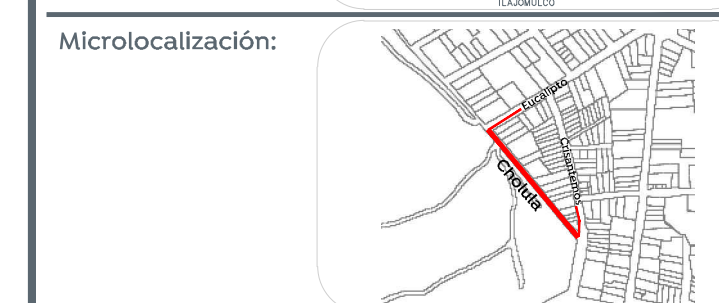 TLAJOMULCO
Microlocalización:
Eucalipto
Crisantemos
Cholula